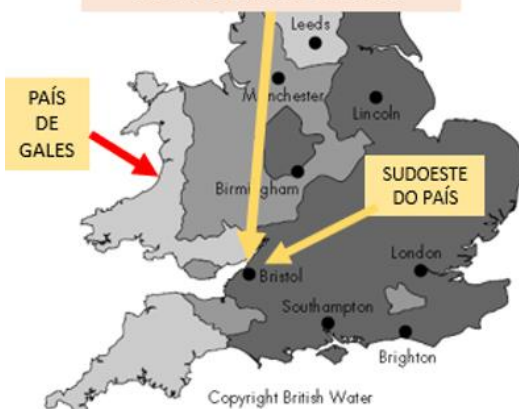 Leeds
Manchester
Lincoln
PAÍS
DE
GALES
Birmingham
SUDOESTE
DO PAÍS
London
Bristol
Southampton
Brighton
Copyright British Water